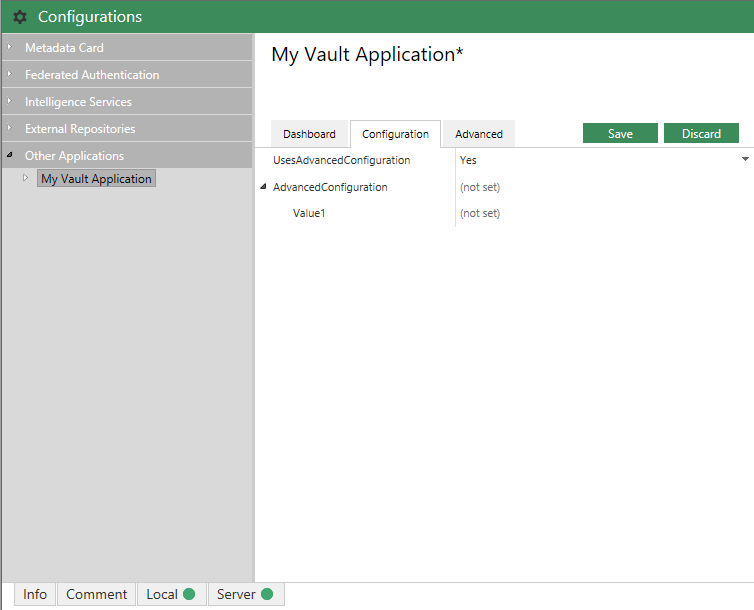 Configurations
Metadata Card
Federated Authentication
Intelligence Services
External Repositories
Other Applications
My Vault Application
My Vault Application*
Dashboard Configuration Advanced Save Discard
UsesAdvancedConfiguration Yes
AdvancedConfiguration (not set)
Value1 (not set)
Info Comment Local Server